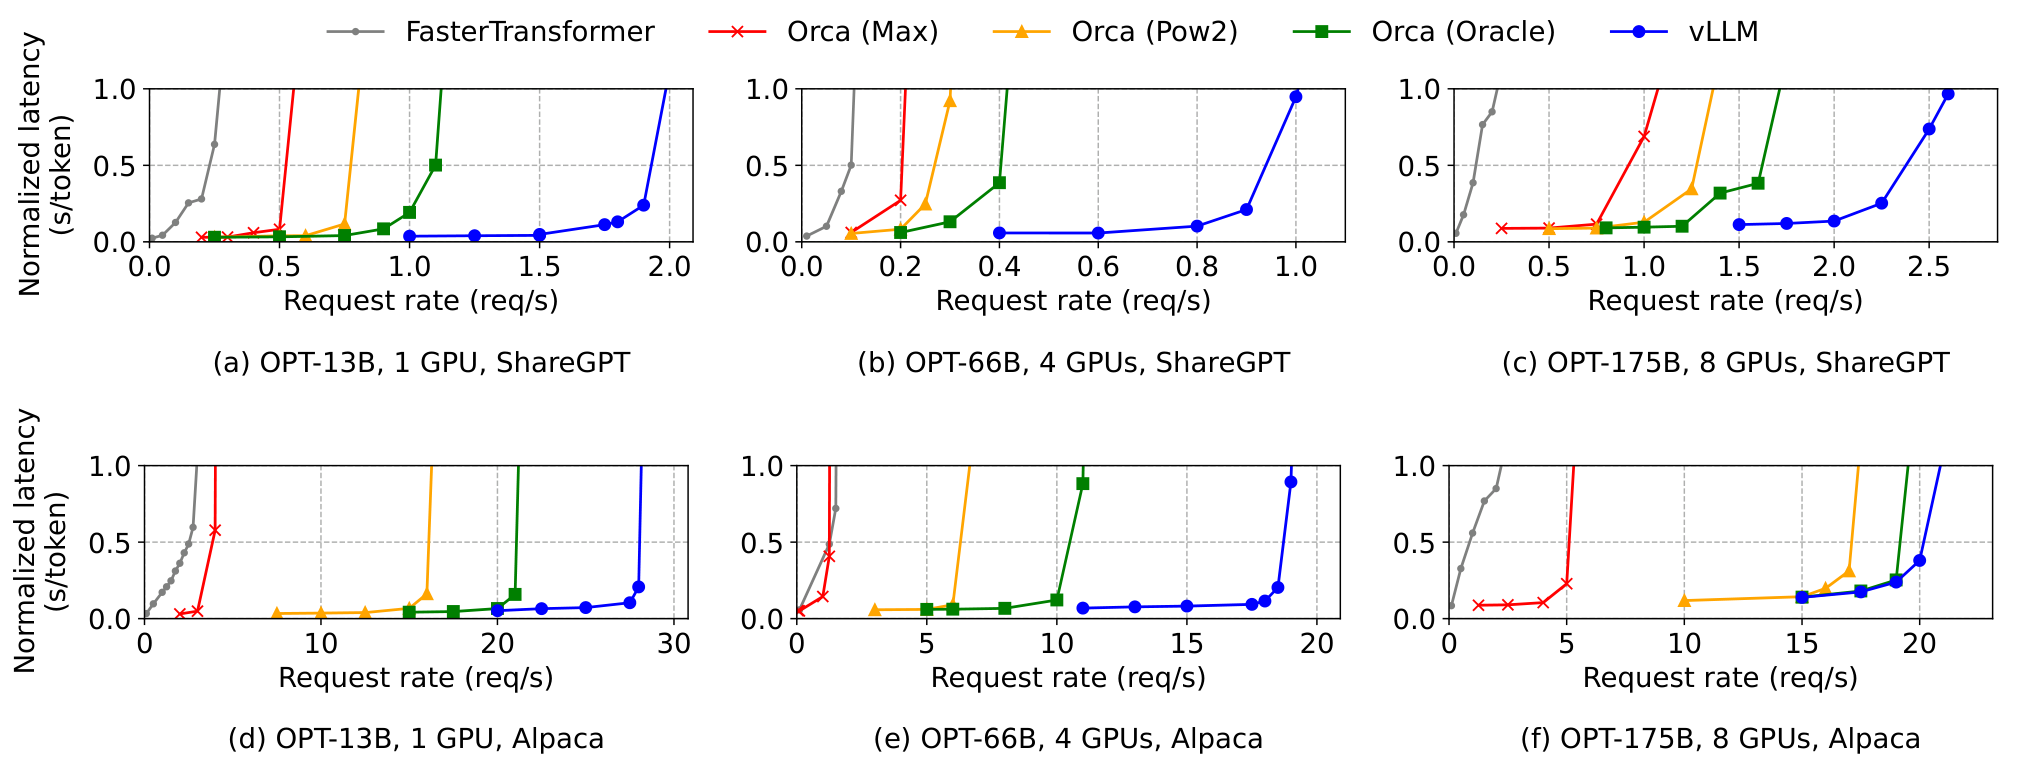 FasterTransformer Orca (Max) Orca (Pow2) Orca (Oracle) vLLM
Normalized latency
(s/token)
1.0
0.5
0.0
0.0 0.5 1.0 1.5 2.0
Request rate (req/s)
(a) OPT-13B, 1 GPU, ShareGPT
1.0
0.5
0.0
0.0 0.2 0.4 0.6 0.8 1.0
Request rate (req/s)
(b) OPT-66B, 4 GPUs, ShareGPT
1.0
0.5
0.0
0.0 0.5 1.0 1.5 2.0 2.5
Request rate (req/s)
(c) OPT-175B, 8 GPUs, ShareGPT
Normalized latency
(s/token)
1.0
0.5
0.0
0 10 20 30
Request rate (req/s)
(d) OPT-13B, 1 GPU, Alpaca
1.0
0.5
0.0
0 5 10 15 20
Request rate (req/s)
(e) OPT-66B, 4 GPUs, Alpaca
1.0
0.5
0.0
0 5 10 15 20
Request rate (req/s)
(f) OPT-175B, 8 GPUs, Alpaca